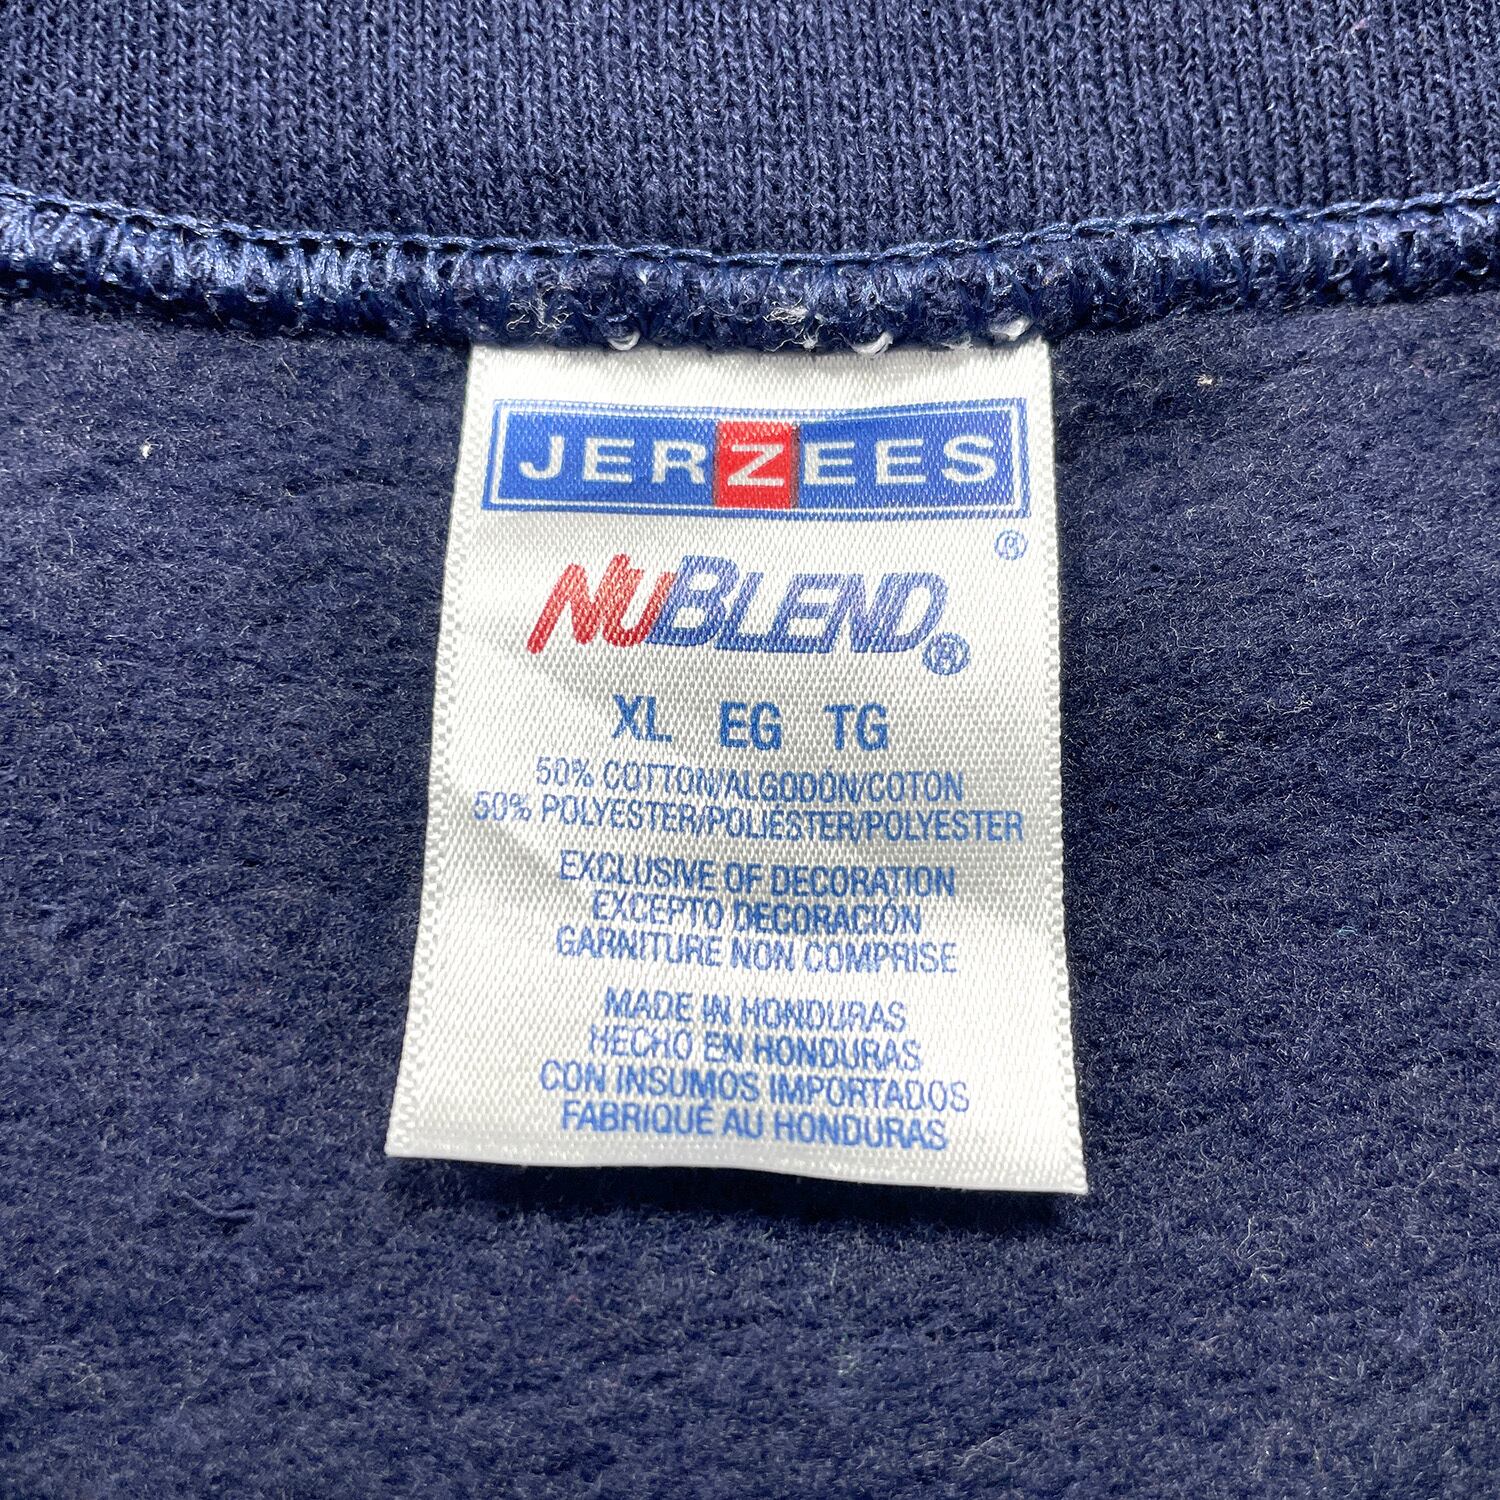 JERZEES
®
NUBLEND®
XL EG TG
50% COTTON/ALGODÓN/COTON
50% POLYESTER/POLIÉSTER/POLYESTER
EXCLUSIVE OF DECORATION
EXCEPTO DECORACIÓN
GARNITURE NON COMPRISE
MADE IN HONDURAS
HECHO EN HONDURAS
CON INSUMOS IMPORTADOS
FABRIQUÉ AU HONDURAS